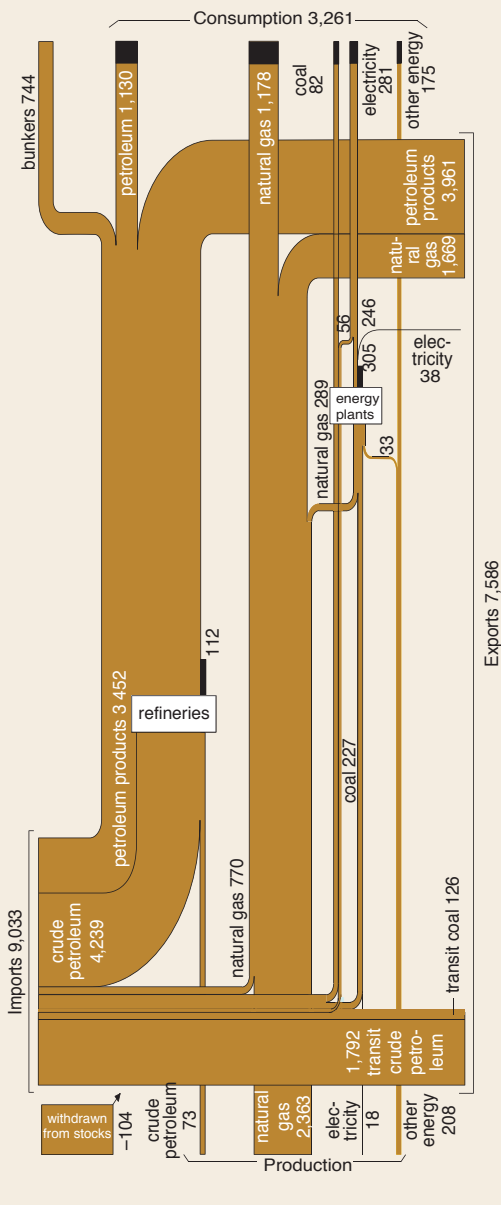 Consumption 3,261
bunkers 744
petroleum 1,130
natural gas 1,178
coal
82
electricity
281
other energy
175
petroleum
products
3,961
natu-
ral
gas
1,669
56
246
305
elec-
tricity
38
natural gas 289
energy
plants
33
Exports 7,586
112
refineries
petroleum products 3 452
coal 227
natural gas 770
Imports 9,033
crude
petroleum
4,239
transit coal 126
1,792
transit
crude
petro-
leum
withdrawn
from stocks
–104
crude
petroleum
73
natural
gas
2,363
elec-
tricity
18
other
energy
208
Production